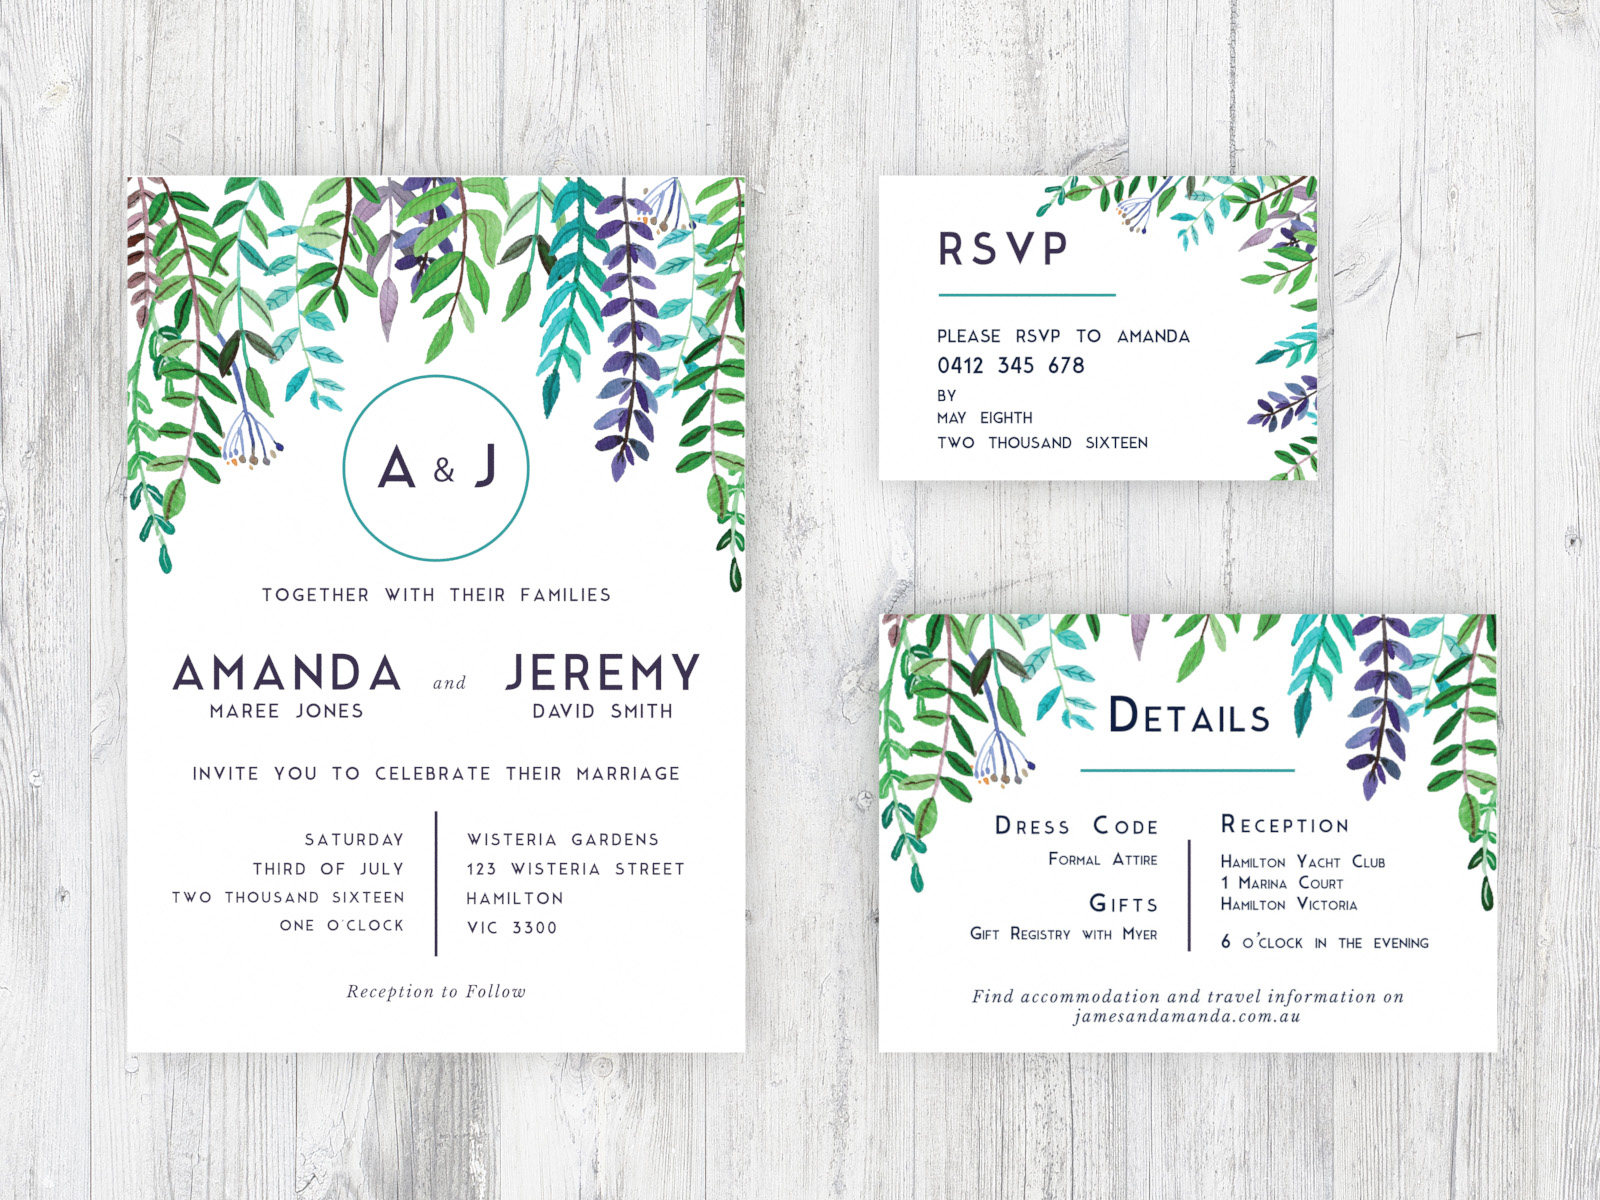 A & J
TOGETHER WITH THEIR FAMILIES
AMANDA and JEREMY
MAREE JONES DAVID SMITH
INVITE YOU TO CELEBRATE THEIR MARRIAGE
SATURDAY
THIRD OF JULY
TWO THOUSAND SIXTEEN
ONE O'CLOCK
WISTERIA GARDENS
123 WISTERIA STREET
HAMILTON
VIC 3300
Reception to Follow
RSVP
PLEASE RSVP TO AMANDA
0412 345 678
BY
MAY EIGHTH
TWO THOUSAND SIXTEEN
DETAILS
DRESS CODE
FORMAL ATTIRE
GIFTS
GIFT REGISTRY WITH MYER
RECEPTION
HAMILTON YACHT CLUB
1 MARINA COURT
HAMILTON VICTORIA
6 O'CLOCK IN THE EVENING
Find accommodation and travel information on
jamesandamanda.com.au